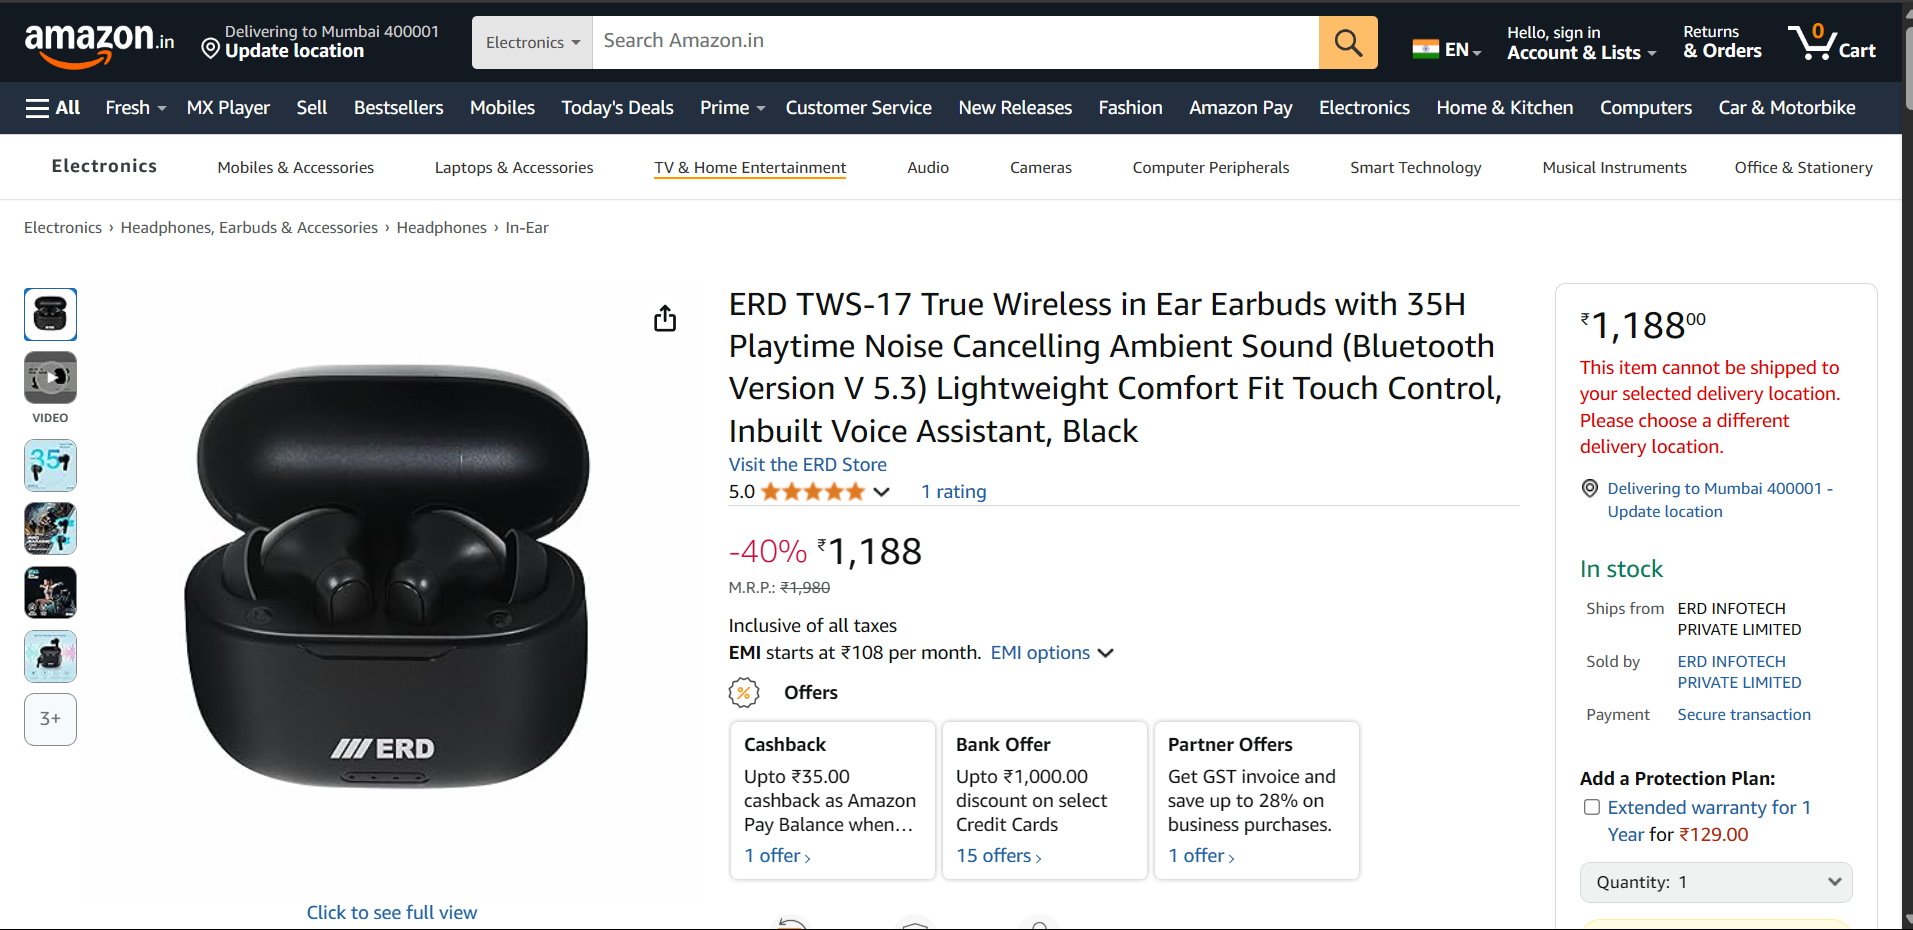 amazon.in
Delivering to Mumbai 400001
Update location
Electronics
Search Amazon.in
EN
Hello, sign in
Account & Lists
Returns
& Orders
0
Cart
All
Fresh
MX Player
Sell
Bestsellers
Mobiles
Today's Deals
Prime
Customer Service
New Releases
Fashion
Amazon Pay
Electronics
Home & Kitchen
Computers
Car & Motorbike
Electronics
Mobiles & Accessories
Laptops & Accessories
TV & Home Entertainment
Audio
Cameras
Computer Peripherals
Smart Technology
Musical Instruments
Office & Stationery
Electronics › Headphones, Earbuds & Accessories › Headphones › In-Ear
VIDEO
35
3+
ERD
Click to see full view
ERD TWS-17 True Wireless in Ear Earbuds with 35H
Playtime Noise Cancelling Ambient Sound (Bluetooth
Version V 5.3) Lightweight Comfort Fit Touch Control,
Inbuilt Voice Assistant, Black
Visit the ERD Store
5.0
1 rating
-40% ₹1,188
M.R.P.: ₹1,980
Inclusive of all taxes
EMI starts at ₹108 per month. EMI options
%
Offers
Cashback
Upto ₹35.00
cashback as Amazon
Pay Balance when…
1 offer ›
Bank Offer
Upto ₹1,000.00
discount on select
Credit Cards
15 offers ›
Partner Offers
Get GST invoice and
save up to 28% on
business purchases.
1 offer ›
₹1,18800
This item cannot be shipped to
your selected delivery location.
Please choose a different
delivery location.
Delivering to Mumbai 400001 -
Update location
In stock
Ships from
ERD INFOTECH
PRIVATE LIMITED
Sold by
ERD INFOTECH
PRIVATE LIMITED
Payment
Secure transaction
Add a Protection Plan:
Extended warranty for 1
Year for ₹129.00
Quantity: 1